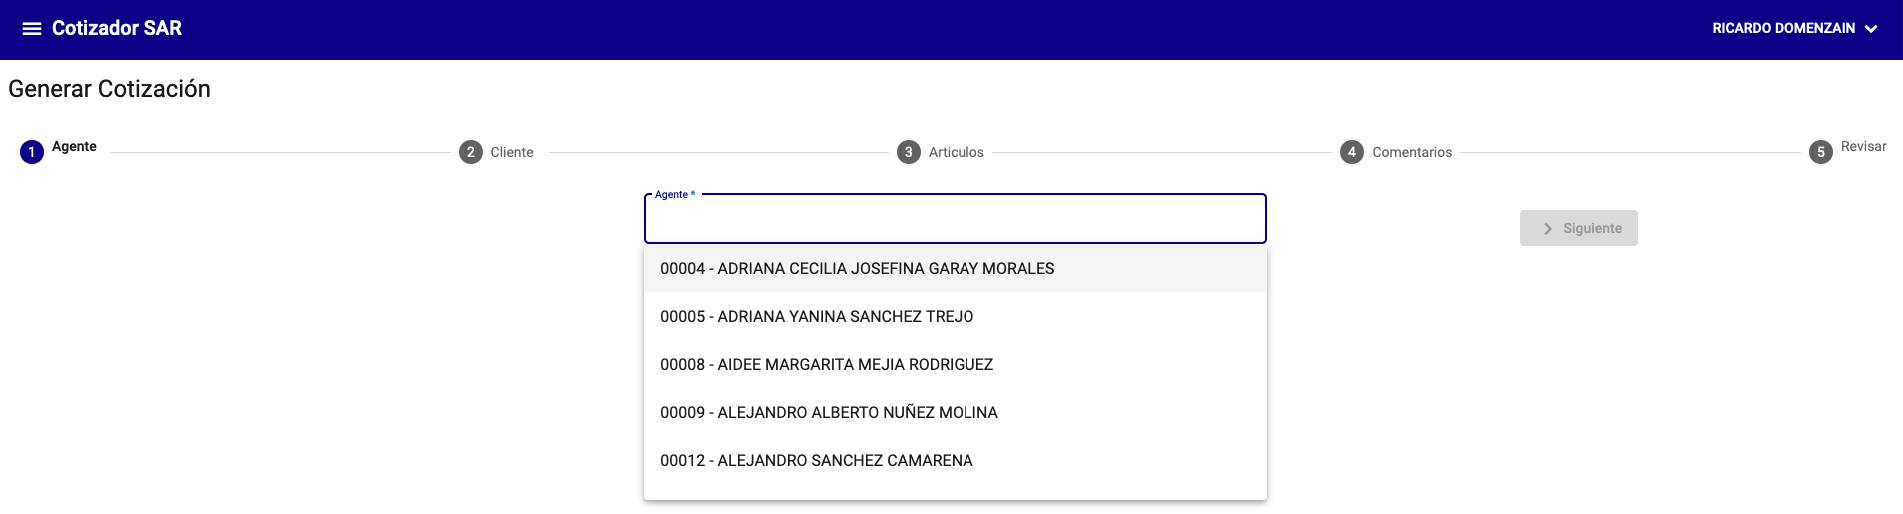 Cotizador SAR
RICARDO DOMENZAIN
Generar Cotización
1 Agente
2 Cliente
3 Articulos
4 Comentarios
5 Revisar
Agente *
Siguiente
00004 - ADRIANA CECILIA JOSEFINA GARAY MORALES
00005 - ADRIANA YANINA SANCHEZ TREJO
00008 - AIDEE MARGARITA MEJIA RODRIGUEZ
00009 - ALEJANDRO ALBERTO NUÑEZ MOLINA
00012 - ALEJANDRO SANCHEZ CAMARENA